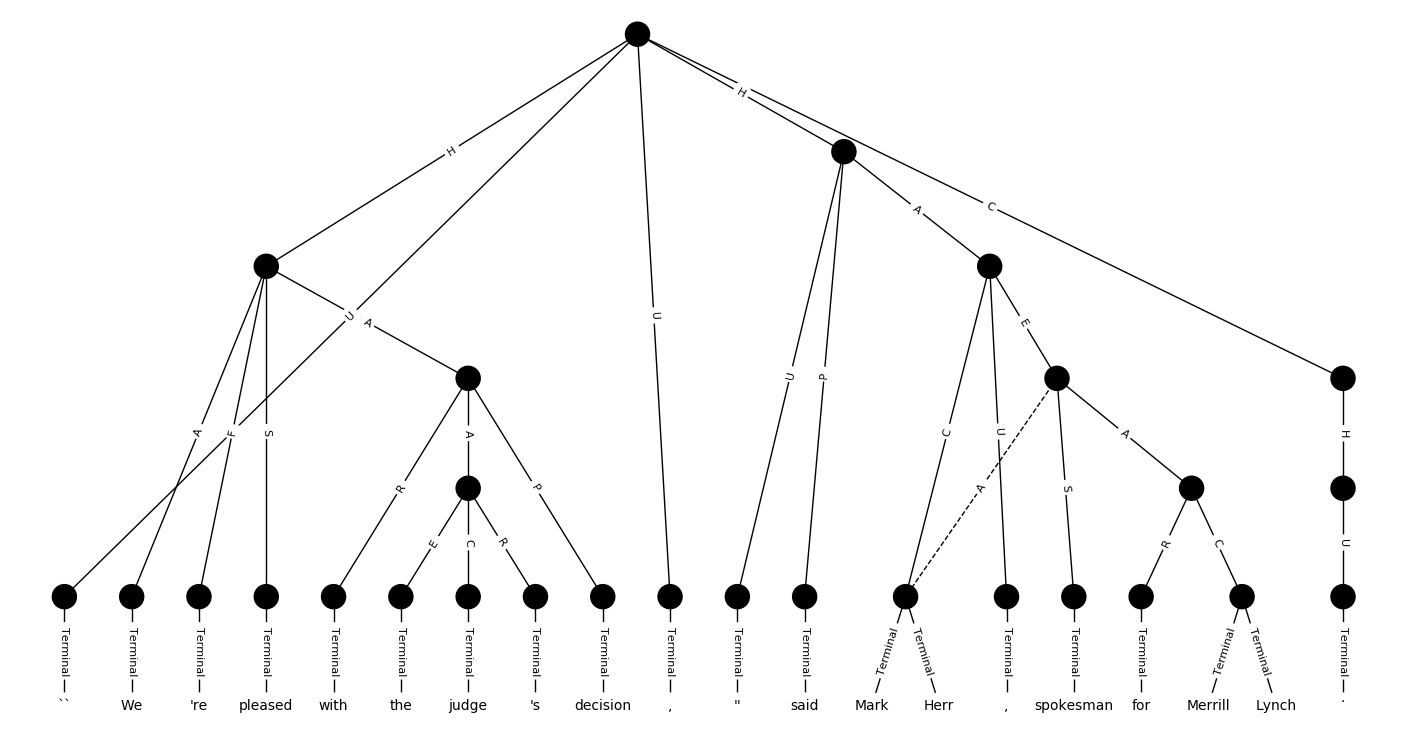 H
H
C
A
U
A
U
E
U
P
A
F
S
A
C
U
A
H
R
P
A
S
E
C
R
R
C
U
Terminal Terminal Terminal Terminal Terminal Terminal Terminal Terminal Terminal Terminal Terminal Terminal Terminal Terminal Terminal Terminal Terminal Terminal Terminal Terminal
`` We 're pleased with the judge 's decision , " said Mark Herr , spokesman for Merrill Lynch .